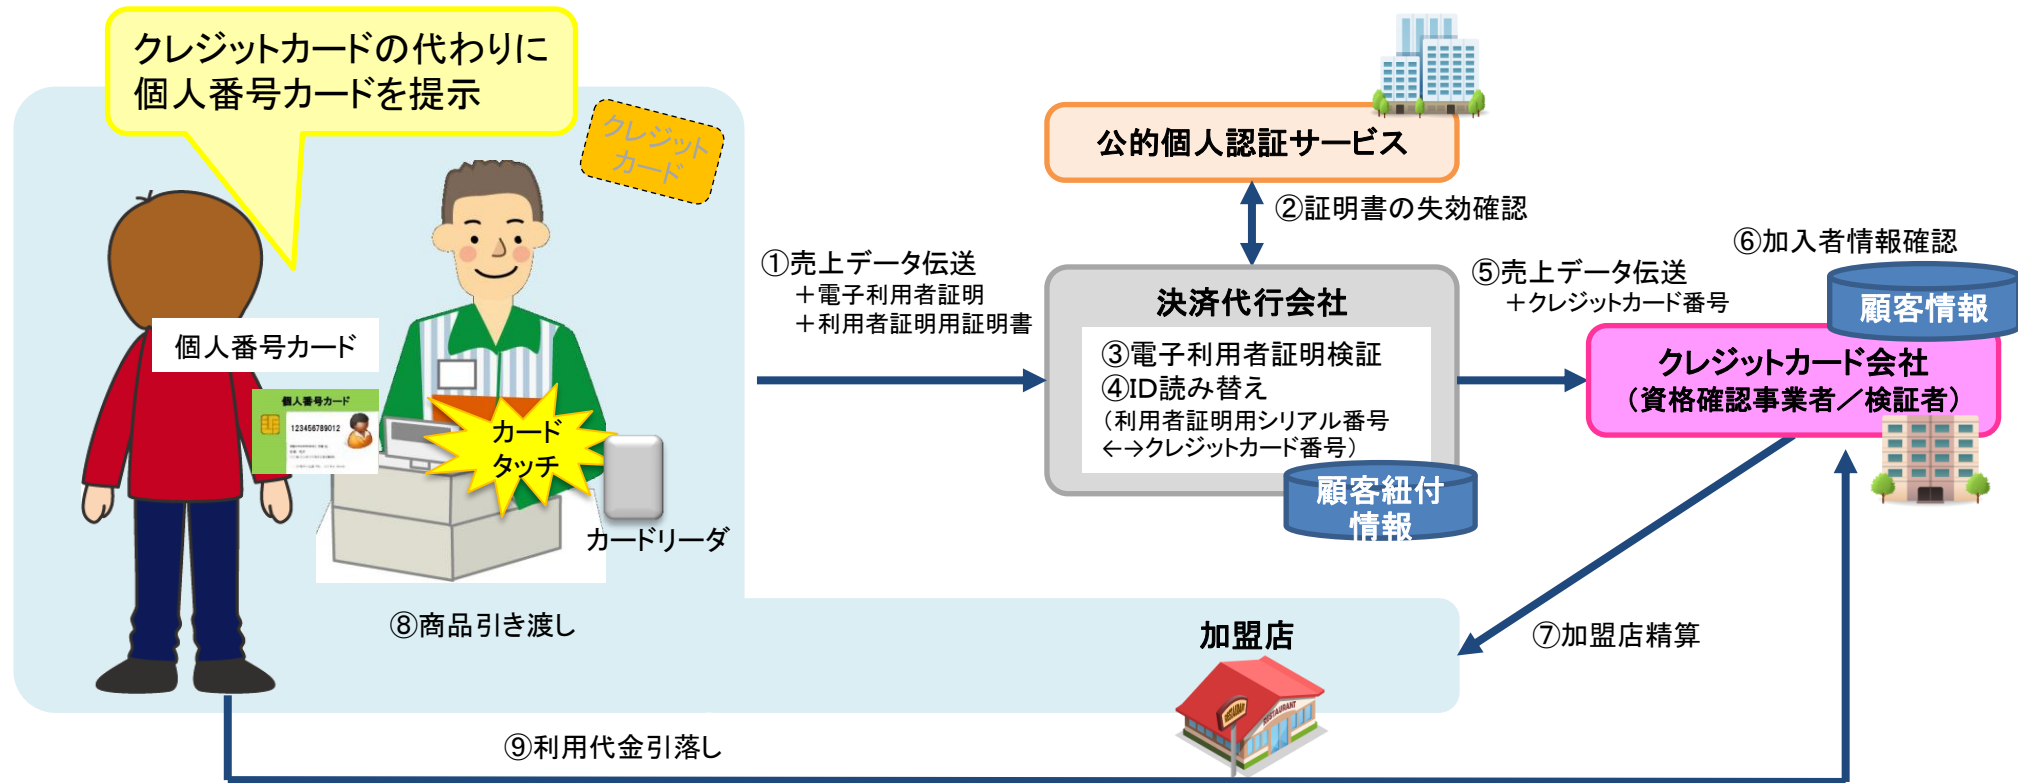 クレジットカードの代わりに
個人番号カードを提示
クレジット
カード
公的個人認証サービス
②証明書の失効確認
①売上データ伝送
＋電子利用者証明
＋利用者証明用証明書
決済代行会社
③電子利用者証明検証
④ID読み替え
（利用者証明用シリアル番号
←→クレジットカード番号）
顧客紐付
情報
⑤売上データ伝送
＋クレジットカード番号
⑥加入者情報確認
顧客情報
クレジットカード会社
（資格確認事業者／検証者）
個人番号カード
個人番号カード
123456789012
カード
タッチ
カードリーダ
⑧商品引き渡し
加盟店
RESTAURANT
RESTAURANT
⑦加盟店精算
⑨利用代金引落し